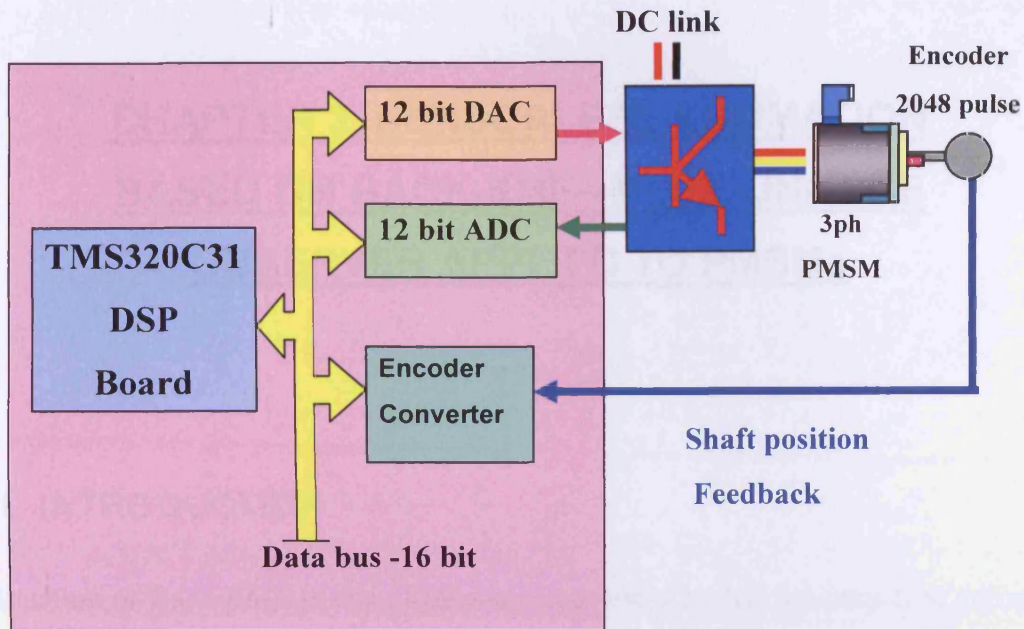 DC link
Encoder
2048 pulse
12 bit DAC
12 bit ADC
3ph
PMSM
TMS320C31
DSP
Board
Encoder
Converter
Shaft position
Feedback
Data bus -16 bit